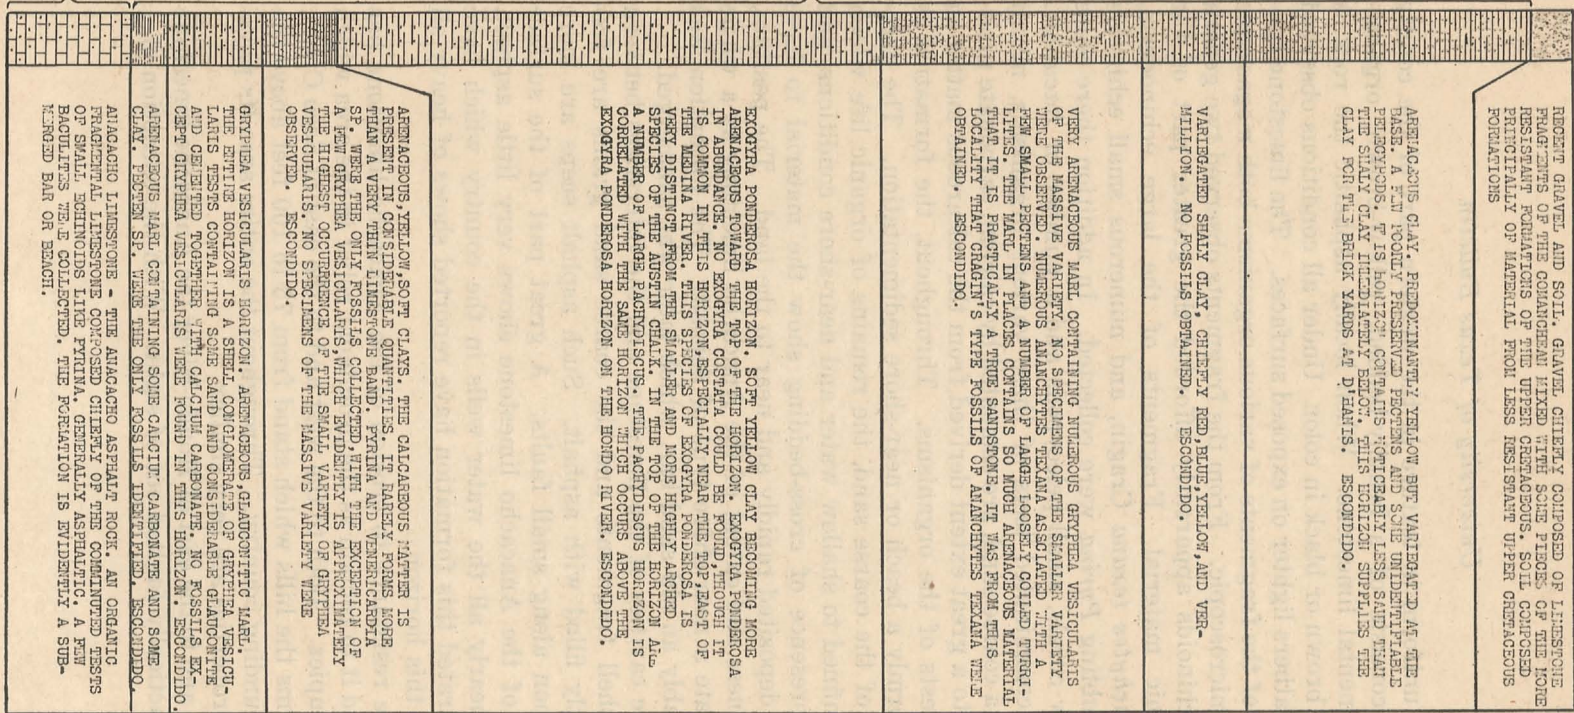 RECENT GRAVEL AND SOIL. GRAVEL CHIEFLY COMPOSED OF LIMESTONE
FRAGMENTS OF THE COMANCHEAN MIXED WITH SOME PIECES OF THE MORE
RESISTANT FORMATIONS OF THE UPPER CRETACEOUS. SOIL COMPOSED
PRINCIPALLY OF MATERIAL FROM LESS RESISTANT UPPER CRETACEOUS
FORMATIONS
ARENACEOUS CLAY. PREDOMINANTLY YELLOW, BUT VARIEGATED AT THE
BASE. A FEW POORLY PRESERVED PECTENS AND SOME UNIDENTIFIABLE
PELECYPODS. T IS HORIZON CONTAINS NOTICEABLY LESS SAND THAN
THE SHALY CLAY IMMEDIATELY BELOW. THIS HORIZON SUPPLIES THE
CLAY FOR THE BRICK YARDS AT D'HANIS. ESCONDIDO.
VARIEGATED SHALY CLAY, CHIEFLY RED,BLUE,YELLOW,AND VER-
MILLION. NO FOSSILS OBTAINED. ESCONDIDO.
VERY ARENACEOUS MARL CONTAINING NUMEROUS GRYPHEA VESICULARIS
OF THE MASSIVE VARIETY. NO SPECIMENS OF THE SMALLER VARIETY
WERE OBSERVED. NUMEROUS ANANCHYTES TEXANA ASSCIATED WITH A
FEW SMALL PECTENS AND A NUMBER OF LARGE LOOSELY COILED TURRI-
LITES. THE MARL IN PLACES CONTAINS SO MUCH ARENACEOUS MATERIAL
THAT IT IS PRACTICALLY A TRUE SANDSTONE. IT WAS FROM THIS
LOCALITY THAT CRAGIN'S TYPE FOSSILS OF ANANCHYTES TEXANA WERE
OBTAINED. ESCONDIDO.
EXOGYRA PONDEROSA HORIZON. SOFT YELLOW CLAY BECOMING MORE
ARENACEOUS TOWARD THE TOP OF THE HORIZON. EXOGYRA PONDEROSA
IN ABUNDANCE. NO EXOGYRA COSTATA COULD BE FOUND,THOUGH IT
IS COMMON IN THIS HORIZON,ESPECIALLY NEAR THE TOP,EAST OF
THE MEDINA RIVER. THIS SPECIES OF EXOGYRA PONDEROSA IS
VERY DISTINCT FROM THE SMALLER AND MORE HIGHLY ARCHED
SPECIES OF THE AUSTIN CHALK. IN THE TOP OF THE HORIZON ARE
A NUMBER OF LARGE PACHYDISCUS. THE PACHYDISCUS HORIZON IS
CORRELATED WITH THE SAME HORIZON WHICH OCCURS ABOVE THE
EXOGYRA PONDEROSA HORIZON ON THE HONDO RIVER. ESCONDIDO.
ARENACEOUS,YELLOW,SOFT CLAYS. THE CALCAREOUS MATTER IS
PRESENT IN CONSIDERABLE QUANTITIES. IT RARELY FORMS MORE
THAN A VERY THIN LIMESTONE BAND. PYRINA AND VENERICARDIA
SP. WERE THE ONLY FOSSILS COLLECTED,WITH THE EXCEPTION OF
A FEW GRYPHEA VESICULARIS,WHICH EVIDENTLY IS APPROXIMATELY
THE HIGHEST OCCURRENCE OF THE SMALL VARIETY OF GRYPHEA
VESICULARIS. NO SPECIMENS OF THE MASSIVE VARIETY WERE
OBSERVED. ESCONDIDO.
GRYPHEA VESICULARIS HORIZON. ARENACEOUS,GLAUCONITIC MARL.
THE ENTIRE HORIZON IS A SHELL CONGLOMERATE OF GRYPHEA VESICU-
LARIS TESTS CONTAINING SOME SAND AND CONSIDERABLE GLAUCONITE
AND CEMENTED TOGETHER WITH CALCIUM CARBONATE. NO FOSSILS EX-
CEPT GRYPHEA VESICULARIS WERE FOUND IN THIS HORIZON. ESCONDIDO.
ARENACEOUS MARL CONTAINING SOME CALCIUM CARBONATE AND SOME
CLAY. PECTEN SP. WERE THE ONLY FOSSILS IDENTIFIED. ESCONDIDO.
ANACACHO LIMESTONE - THE ANACACHO ASPHALT ROCK. AN ORGANIC
FRAGMENTAL LIMESTONE COMPOSED CHIEFLY OF THE COMMINUTED TESTS
OF SMALL ECHINOIDS LIKE PYRINA. GENERALLY ASPHALTIC. A FEW
BACULITES WERE COLLECTED. THE FORMATION IS EVIDENTLY A SUB-
MERGED BAR OR BEACH.